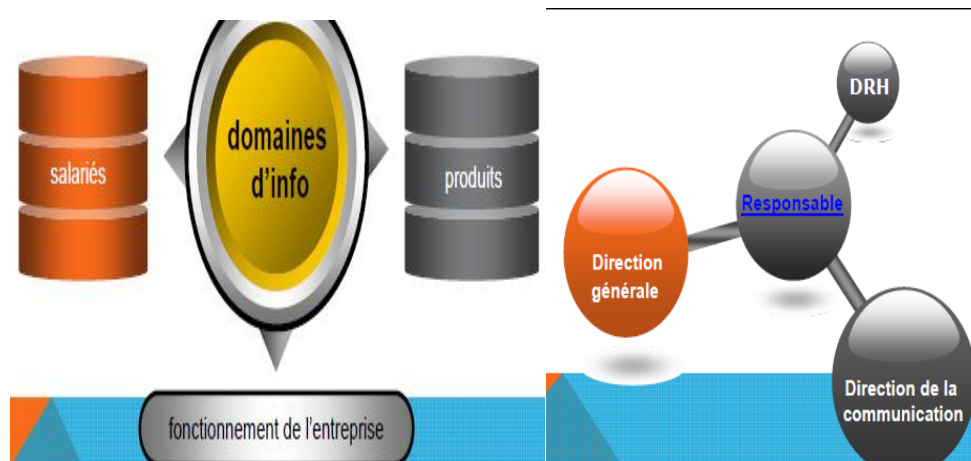 domaines
d'info
salariés
produits
fonctionnement de l'entreprise
DRH
Responsable
Direction
générale
Direction de la
communication